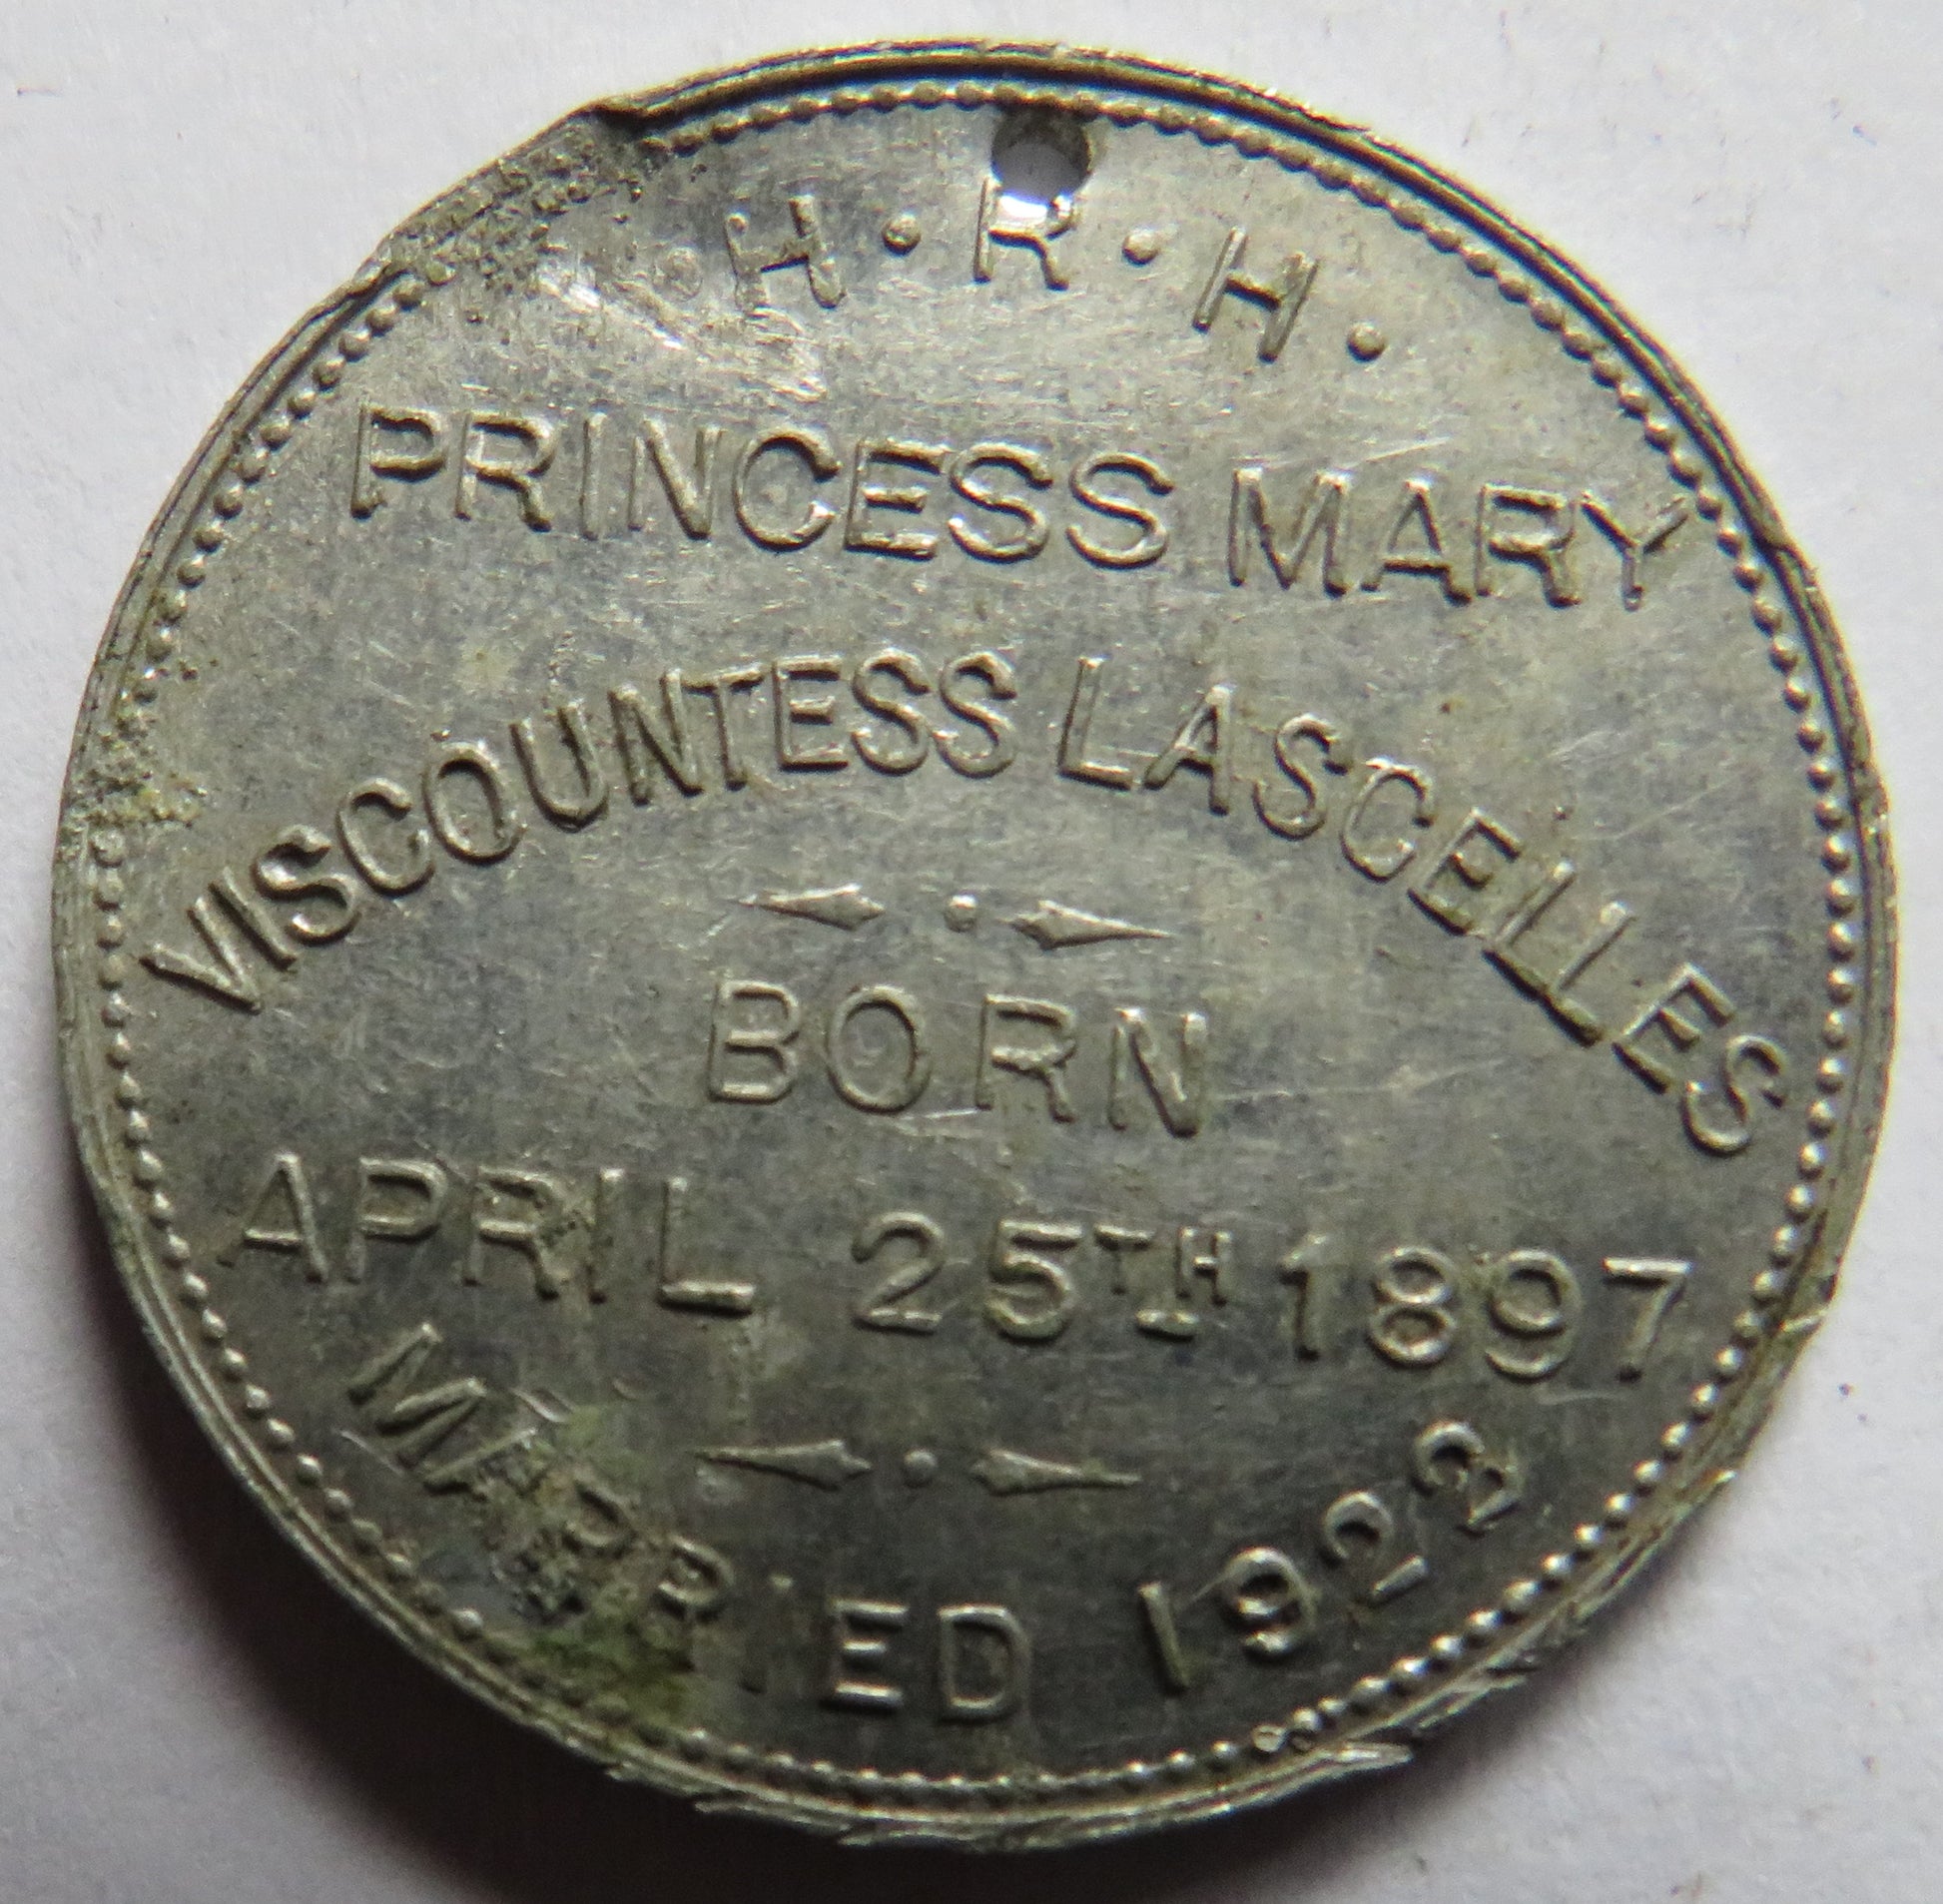 · H · R · H ·
PRINCESS MARY
VISCOUNTESS LASCELLES
BORN
APRIL 25TH 1897
MARRIED 1922